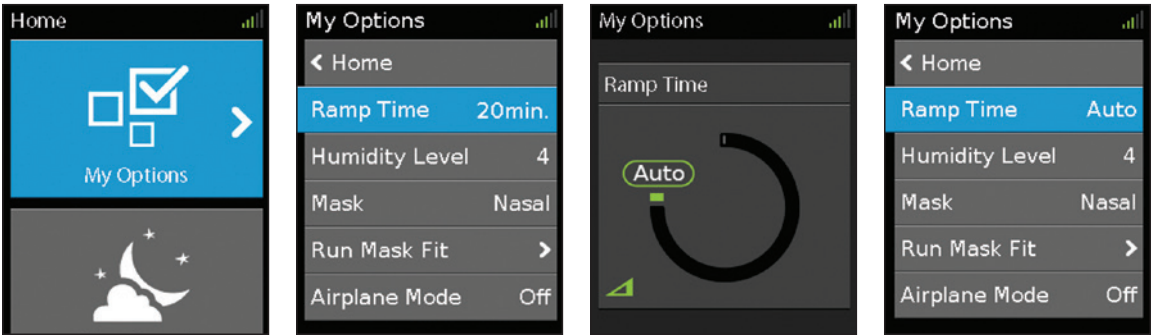 Home
My Options
My Options
Home
Ramp Time 20min.
Humidity Level 4
Mask Nasal
Run Mask Fit
Airplane Mode Off
My Options
Ramp Time
Auto
My Options
Home
Ramp Time Auto
Humidity Level 4
Mask Nasal
Run Mask Fit
Airplane Mode Off